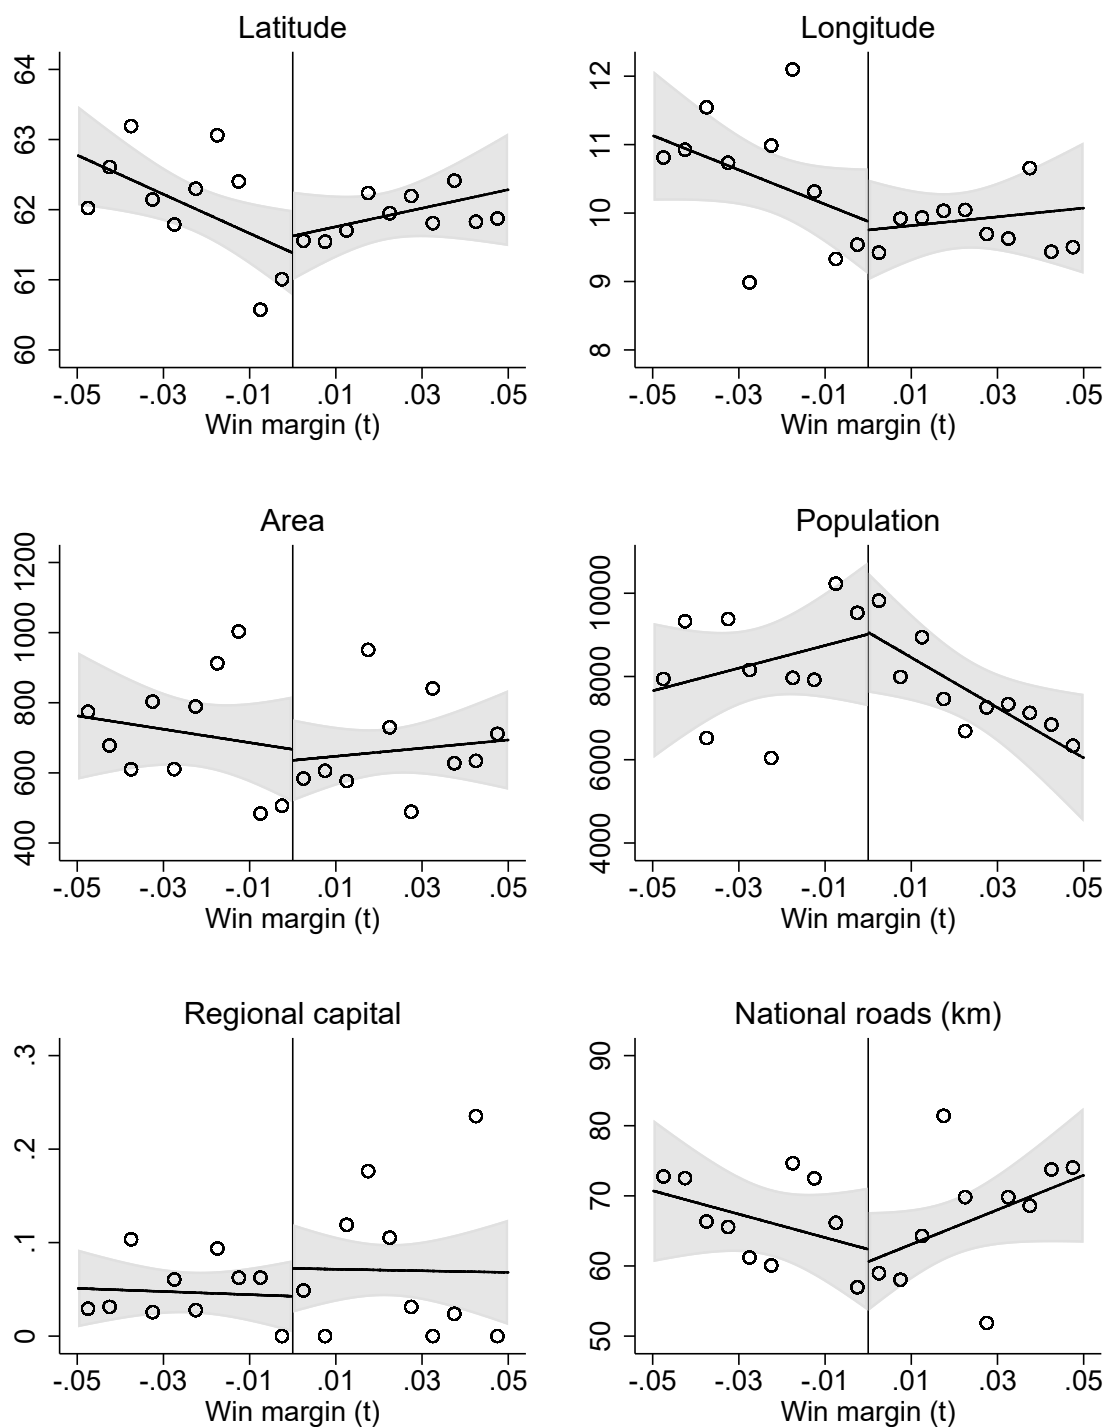 Latitude
64
63
62
61
60
-.05 -.03 -.01 .01 .03 .05
Win margin (t)
Longitude
12
11
10
9
8
-.05 -.03 -.01 .01 .03 .05
Win margin (t)
Area
1200
1000
800
600
400
-.05 -.03 -.01 .01 .03 .05
Win margin (t)
Population
10000
8000
6000
4000
-.05 -.03 -.01 .01 .03 .05
Win margin (t)
Regional capital
.3
.2
.1
0
-.05 -.03 -.01 .01 .03 .05
Win margin (t)
National roads (km)
90
80
70
60
50
-.05 -.03 -.01 .01 .03 .05
Win margin (t)